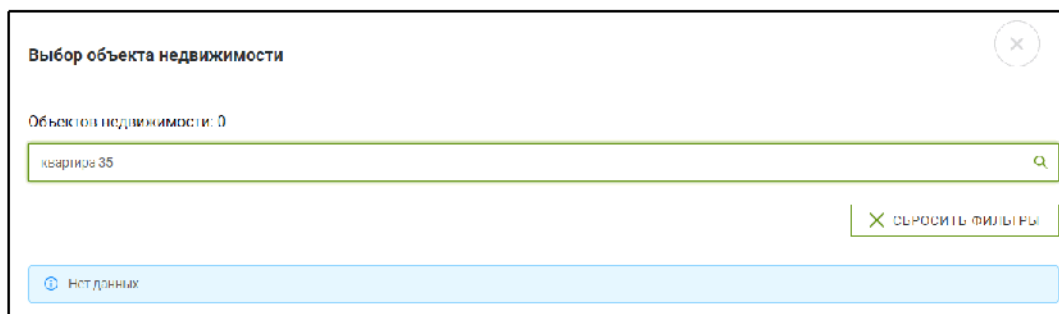 Выбор объекта недвижимости
Объектов недвижимости: 0
квартира 35
СБРОСИТЬ ФИЛЬТРЫ
Нет данных